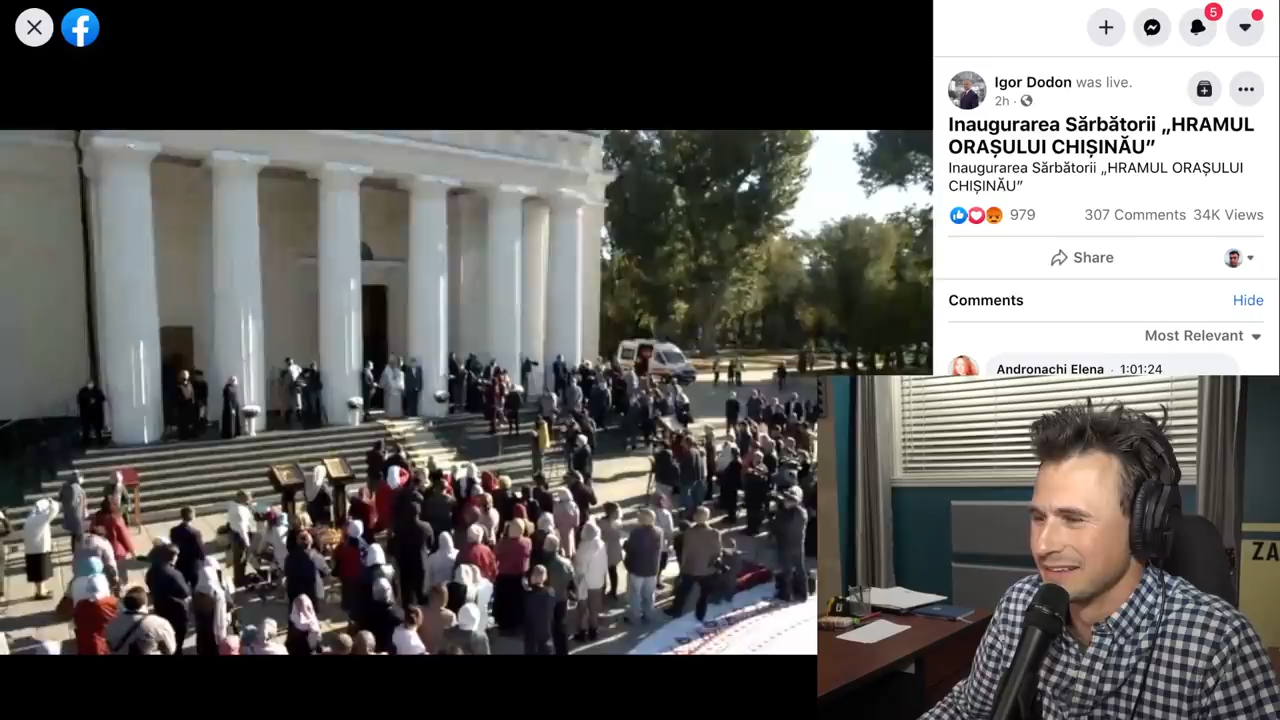 5
Igor Dodon was live.
2h ·
Inaugurarea Sărbătorii „HRAMUL
ORAȘULUI CHIȘINĂU”
Inaugurarea Sărbătorii „HRAMUL ORAȘULUI
CHIȘINĂU”
979 307 Comments 34K Views
Share
Comments Hide
Most Relevant
Andronachi Elena · 1:01:24
ZA